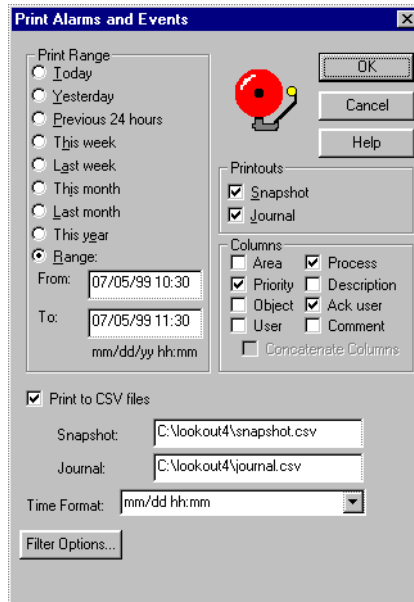 Print Alarms and Events
Print Range
Today
Yesterday
Previous 24 hours
This week
Last week
This month
Last month
This year
Range:
From: 07/05/99 10:30
To: 07/05/99 11:30
mm/dd/yy hh:mm
OK
Cancel
Help
Printouts
Snapshot
Journal
Columns
Area Process
Priority Description
Object Ack user
User Comment
Concatenate Columns
Print to CSV files
Snapshot: C:\lookout4\snapshot.csv
Journal: C:\lookout4\journal.csv
Time Format: mm/dd hh:mm
Filter Options...